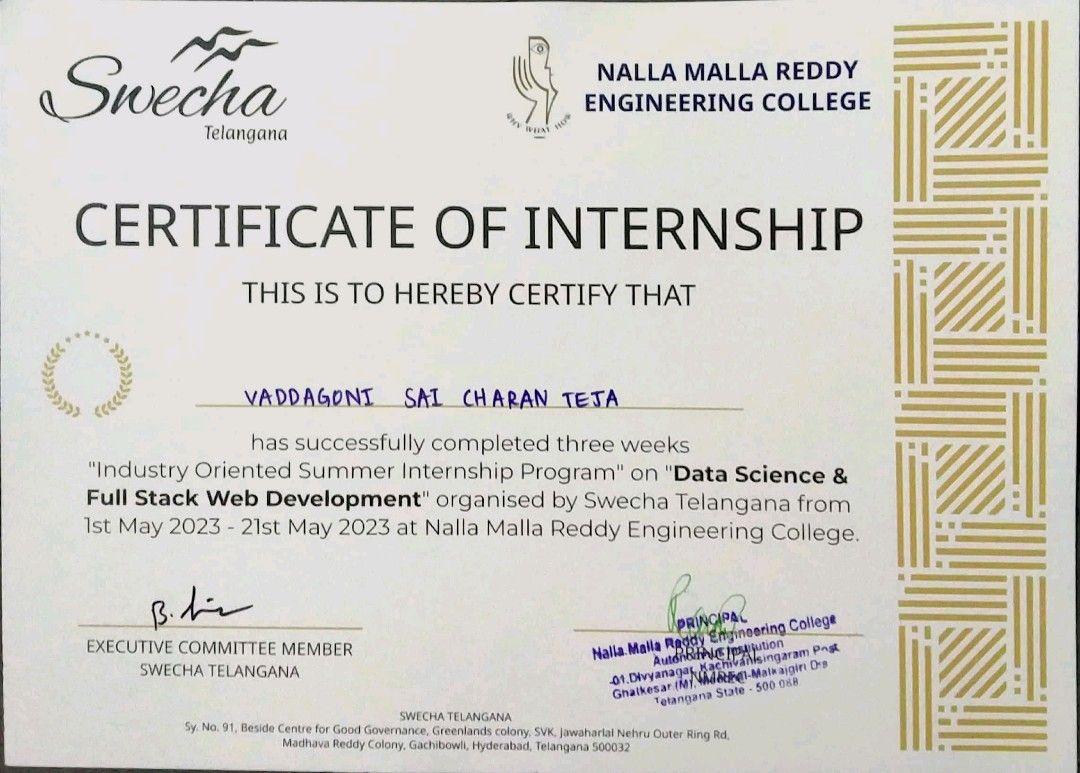 Swecha
Telangana
WHY WHAT HOW
NALLA MALLA REDDY
ENGINEERING COLLEGE
CERTIFICATE OF INTERNSHIP
THIS IS TO HEREBY CERTIFY THAT
VADDAGONI SAI CHARAN TEJA
has successfully completed three weeks
"Industry Oriented Summer Internship Program" on "Data Science &
Full Stack Web Development" organised by Swecha Telangana from
1st May 2023 - 21st May 2023 at Nalla Malla Reddy Engineering College.
EXECUTIVE COMMITTEE MEMBER
SWECHA TELANGANA
PRINCIPAL
Nalla Malla Reddy Engineering College
Autonomous Institution
PRINCIPAL
-01,Divyanagar, Kachivanisingaram Post
NMREC
Ghatkesar (M), Medchal-Malkajgiri
Telangana State - 500 088
SWECHA TELANGANA
Sy. No. 91, Beside Centre for Good Governance, Greenlands colony, SVK, Jawaharlal Nehru Outer Ring Rd,
Madhava Reddy Colony, Gachibowli, Hyderabad, Telangana 500032